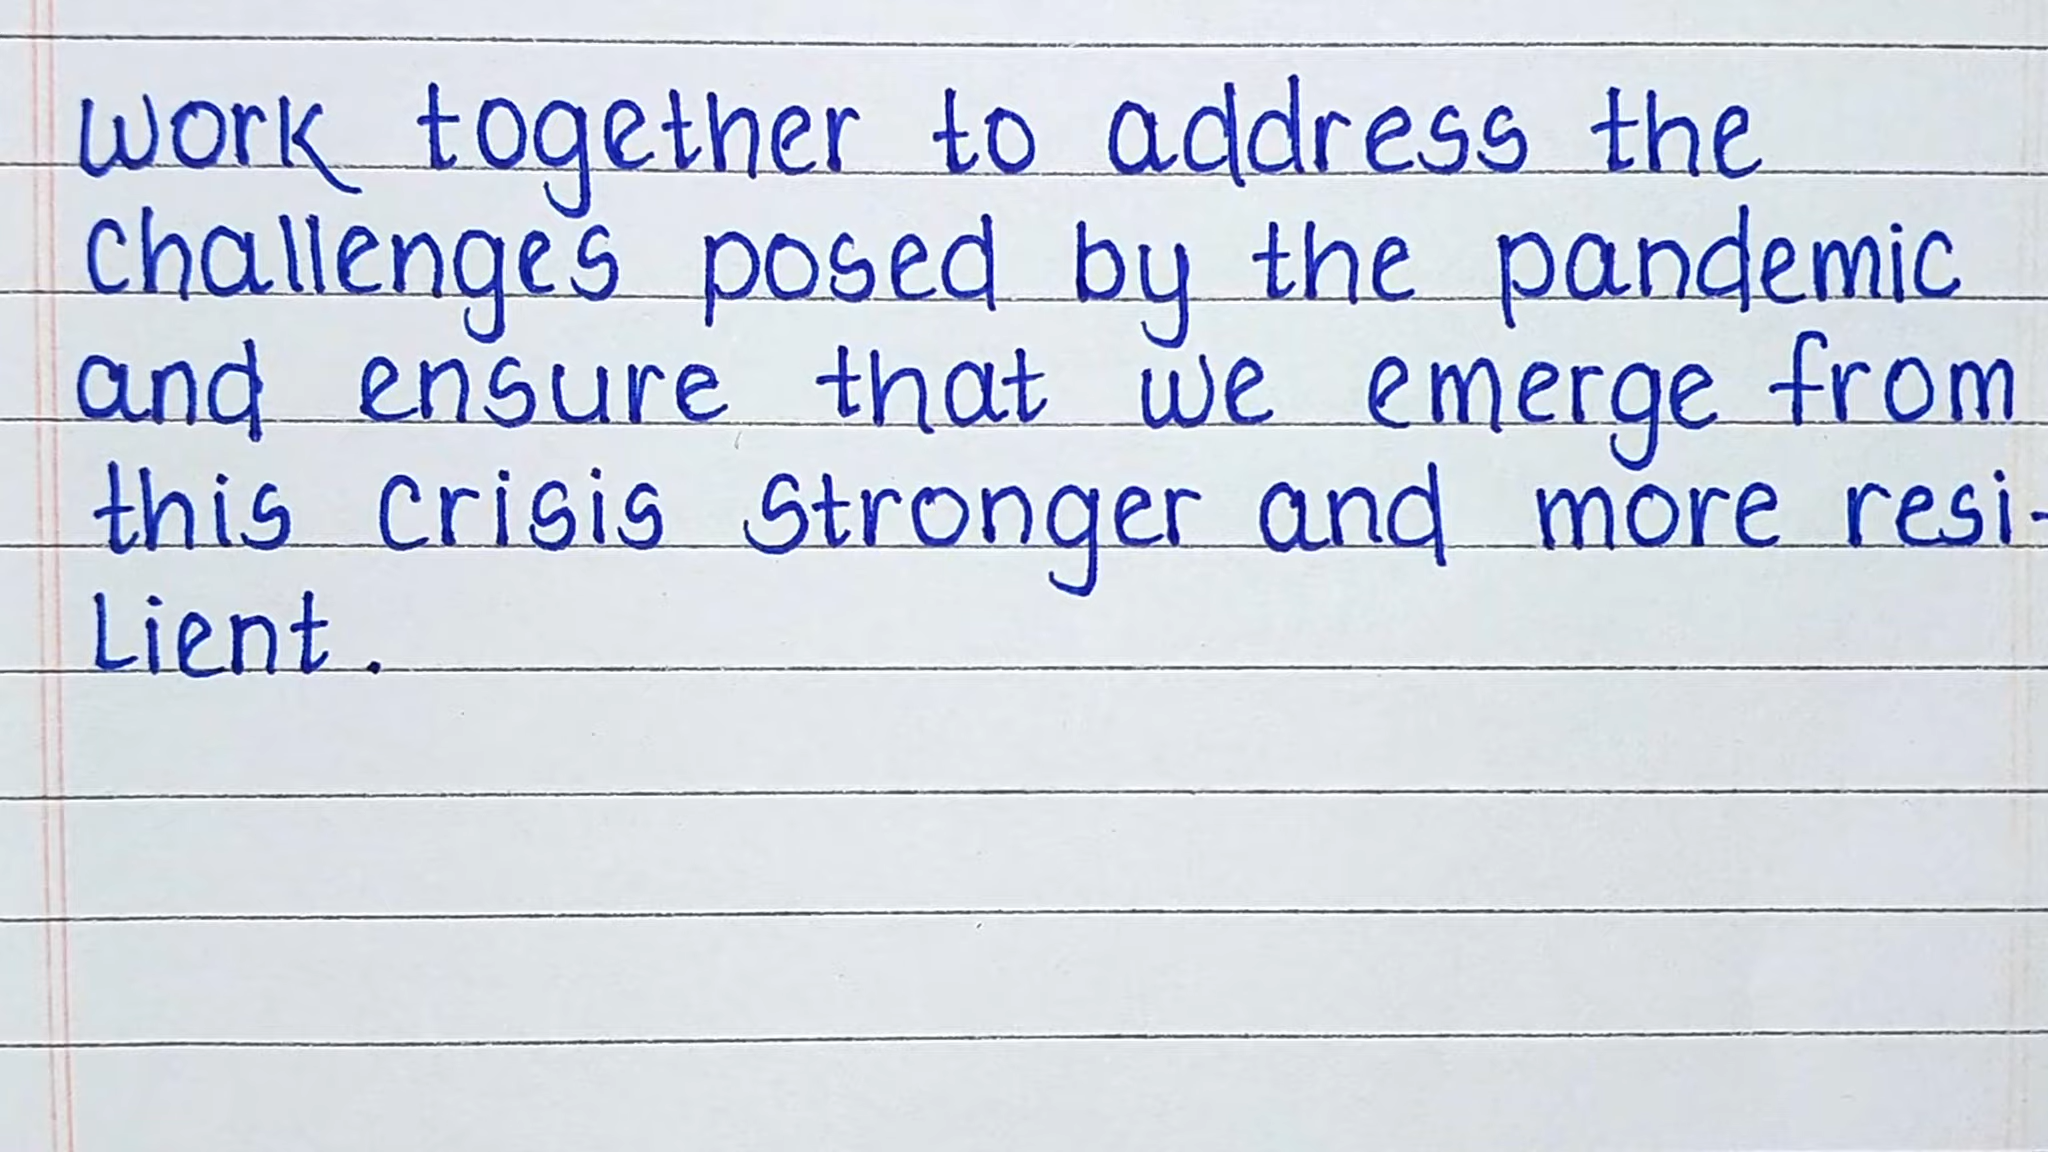 work together to address the
challenges posed by the pandemic
and ensure that we emerge from
this crisis stronger and more resi-
lient.